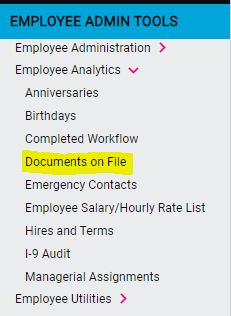 EMPLOYEE ADMIN TOOLS
Employee Administration
Employee Analytics
Anniversaries
Birthdays
Completed Workflow
Documents on File
Emergency Contacts
Employee Salary/Hourly Rate List
Hires and Terms
I-9 Audit
Managerial Assignments
Employee Utilities